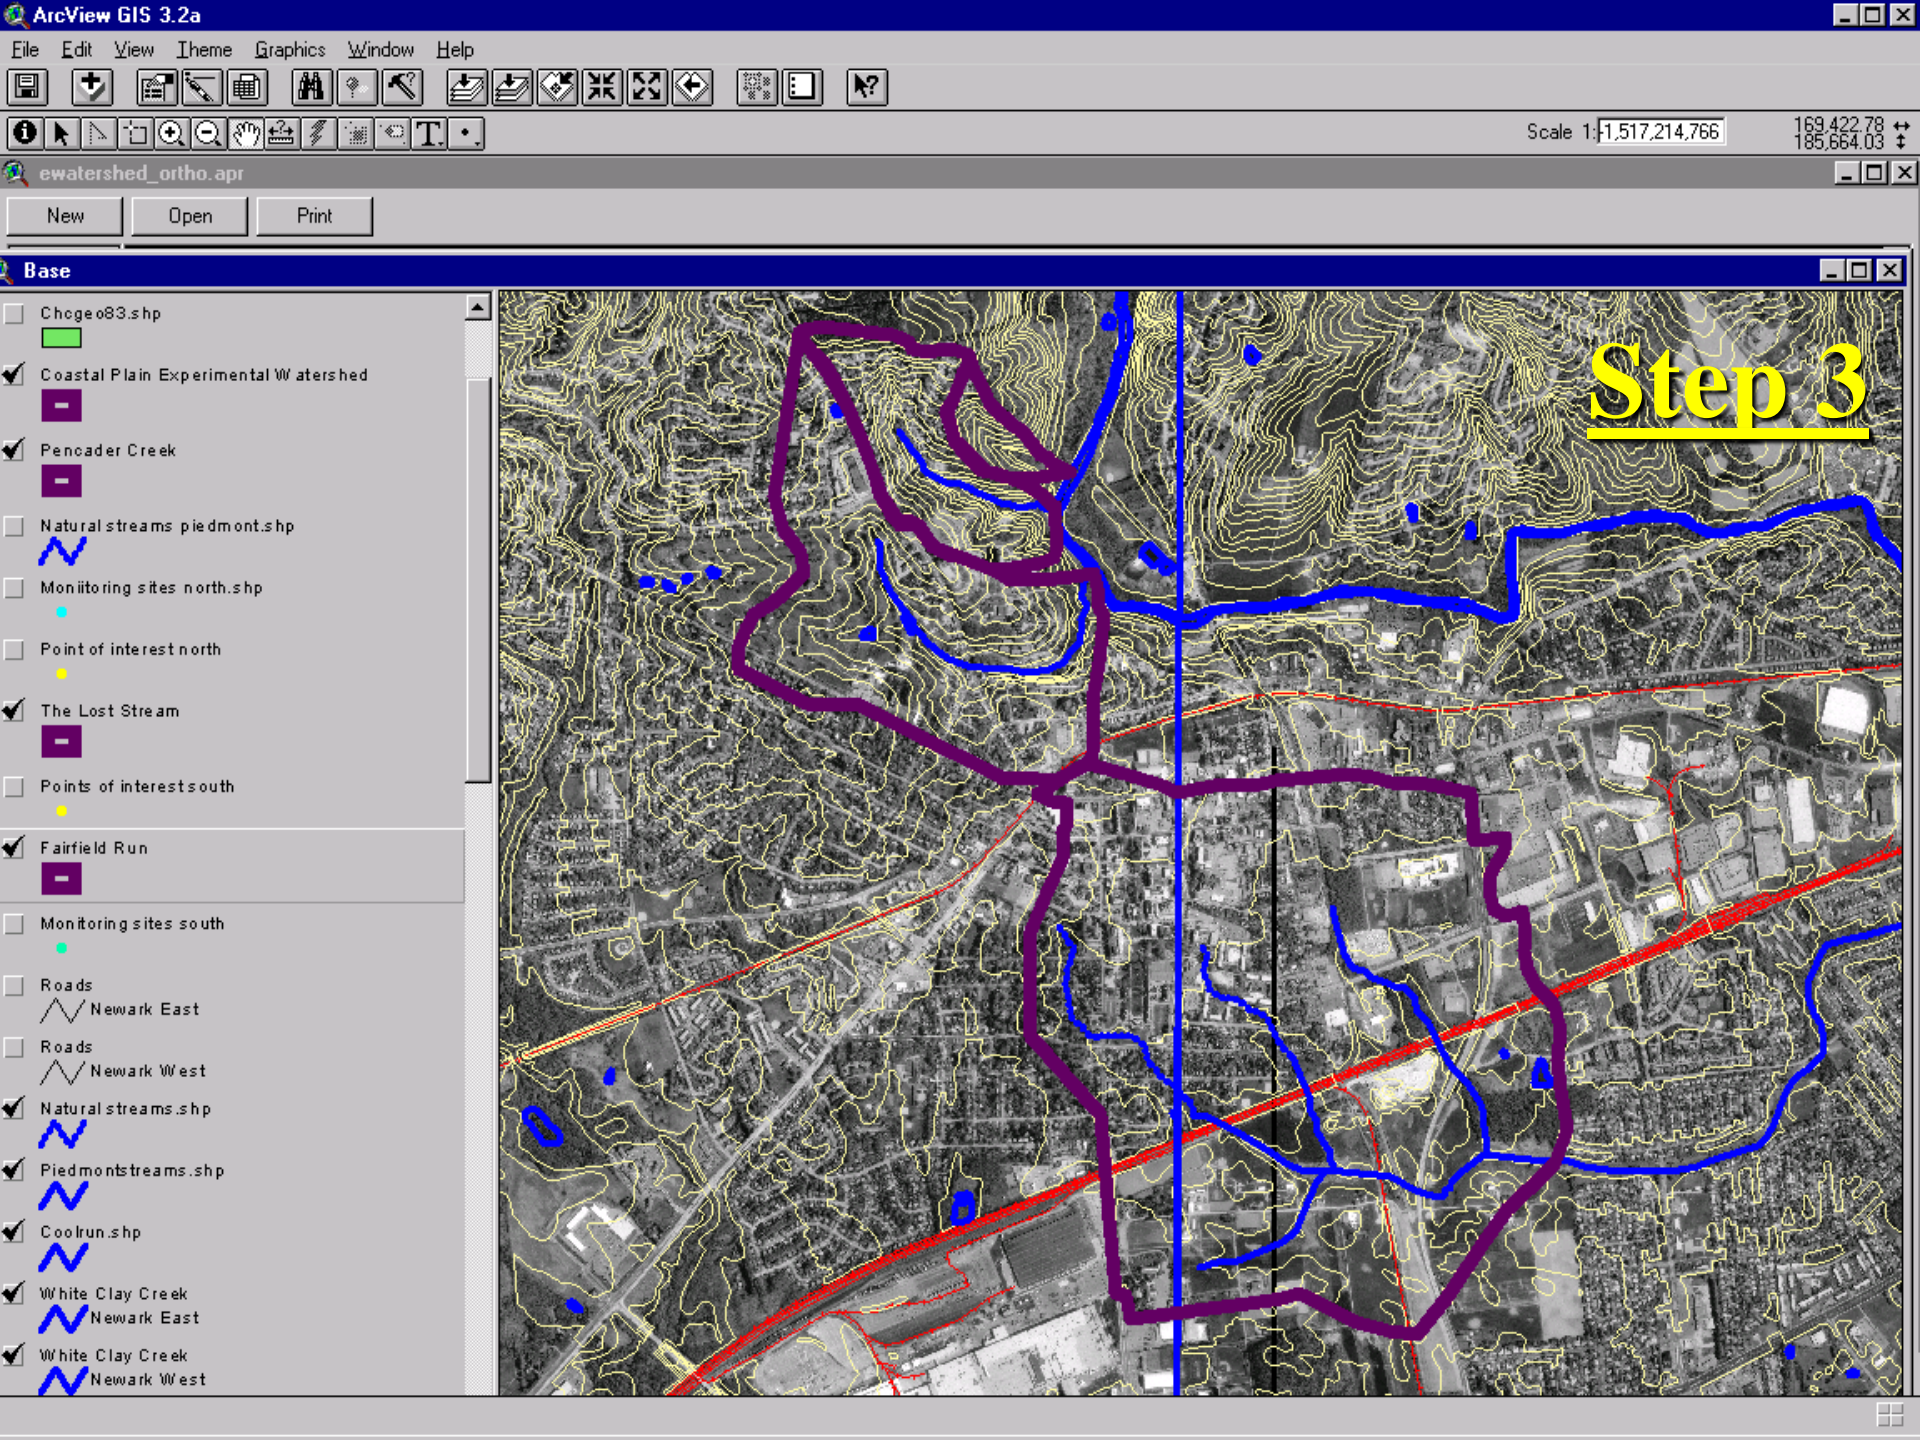 ArcView GIS 3.2a
File Edit View Theme Graphics Window Help
Scale 1: -1,517,214,766
169,422.78
185,664.03
ewatershed_ortho.apr
New Open Print
Base
Chcgeo83.shp
Coastal Plain Experimental Watershed
Pencader Creek
Natural streams piedmont.shp
Moniitoring sites north.shp
Point of interest north
The Lost Stream
Points of interest south
Fairfield Run
Monitoring sites south
Roads
Newark East
Roads
Newark West
Natural streams.shp
Piedmontstreams.shp
Coolrun.shp
White Clay Creek
Newark East
White Clay Creek
Newark West
Step 3